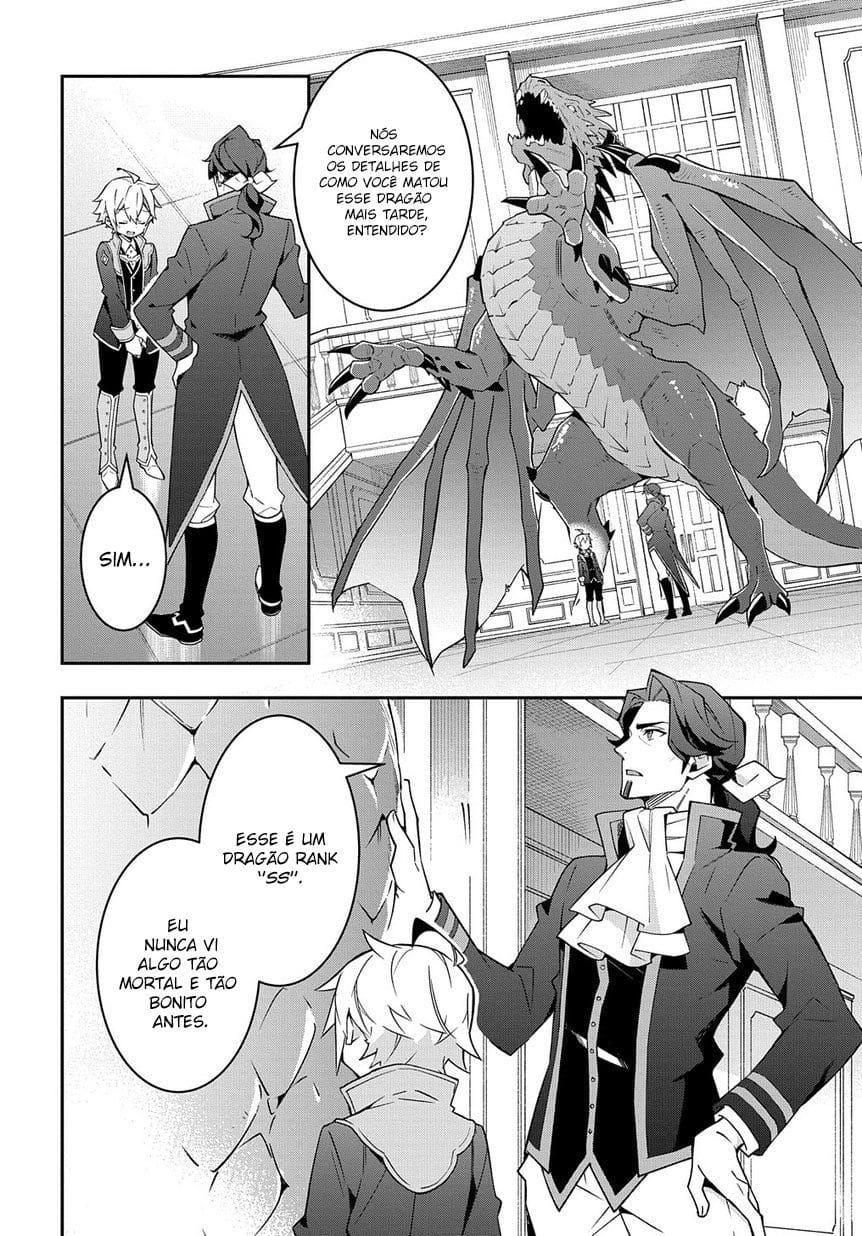 NÓS
CONVERSAREMOS
OS DETALHES DE
COMO VOCÊ MATOU
ESSE DRAGÃO
MAIS TARDE,
ENTENDIDO?
SIM...
ESSE É UM
DRAGÃO RANK
"SS".
EU
NUNCA VI
ALGO TÃO
MORTAL E TÃO
BONITO
ANTES.